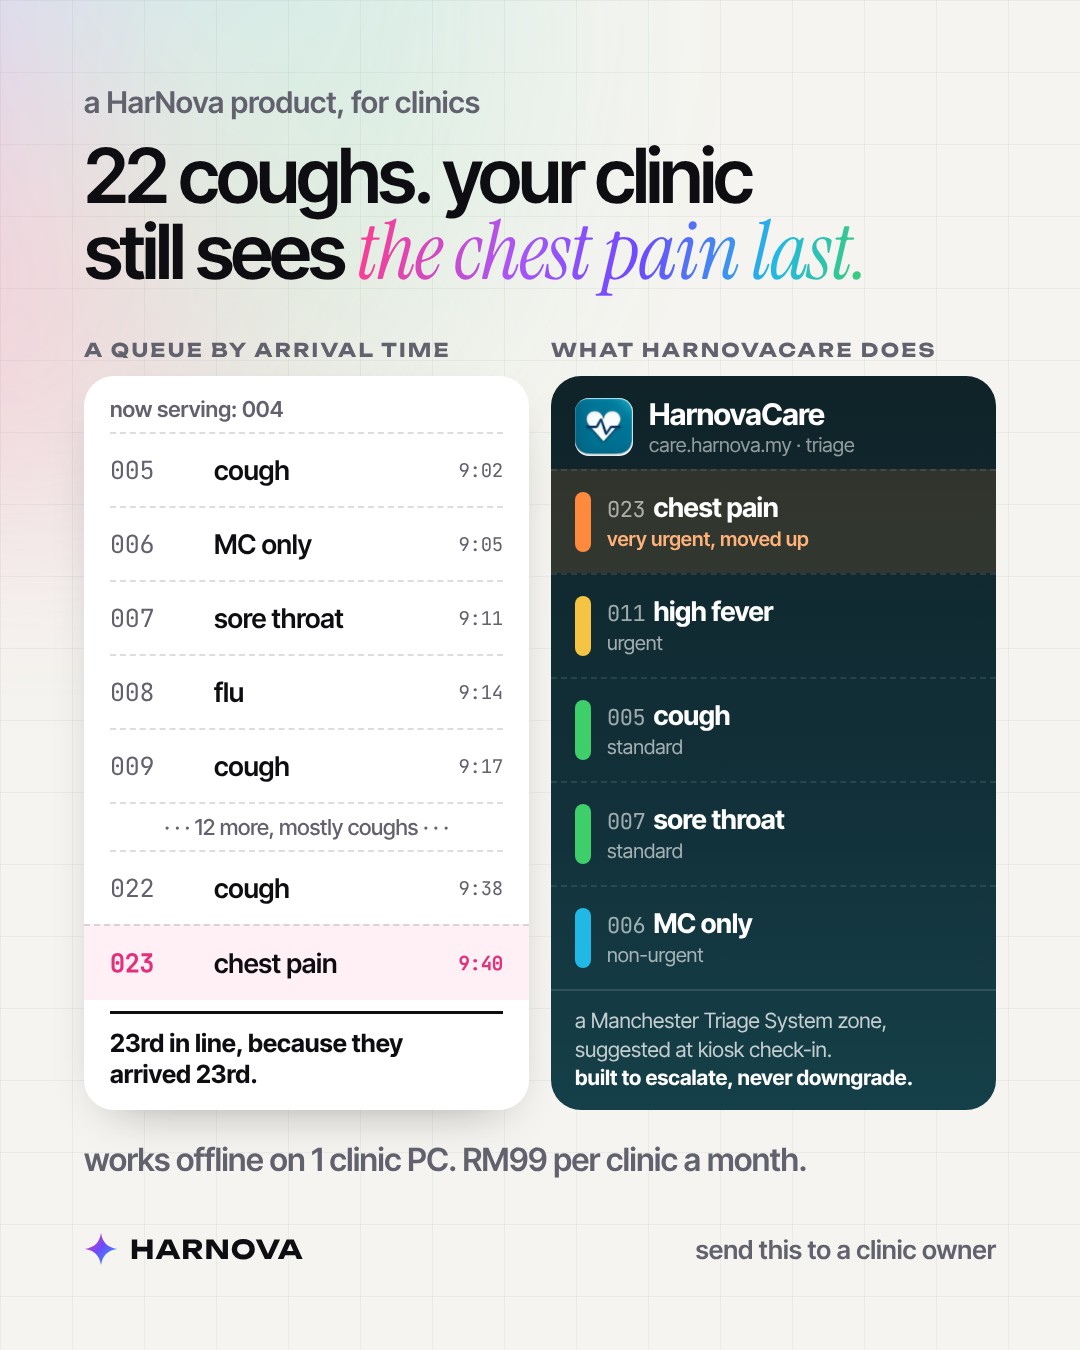 a HarNova product, for clinics
22 coughs. your clinic
still sees the chest pain last.
A QUEUE BY ARRIVAL TIME
now serving: 004
005 cough 9:02
006 MC only 9:05
007 sore throat 9:11
008 flu 9:14
009 cough 9:17
··· 12 more, mostly coughs ···
022 cough 9:38
023 chest pain 9:40
23rd in line, because they
arrived 23rd.
WHAT HARNOVACARE DOES
HarnovaCare
care.harnova.my · triage
023 chest pain
very urgent, moved up
011 high fever
urgent
005 cough
standard
007 sore throat
standard
006 MC only
non-urgent
a Manchester Triage System zone,
suggested at kiosk check-in.
built to escalate, never downgrade.
works offline on 1 clinic PC. RM99 per clinic a month.
HARNOVA
send this to a clinic owner